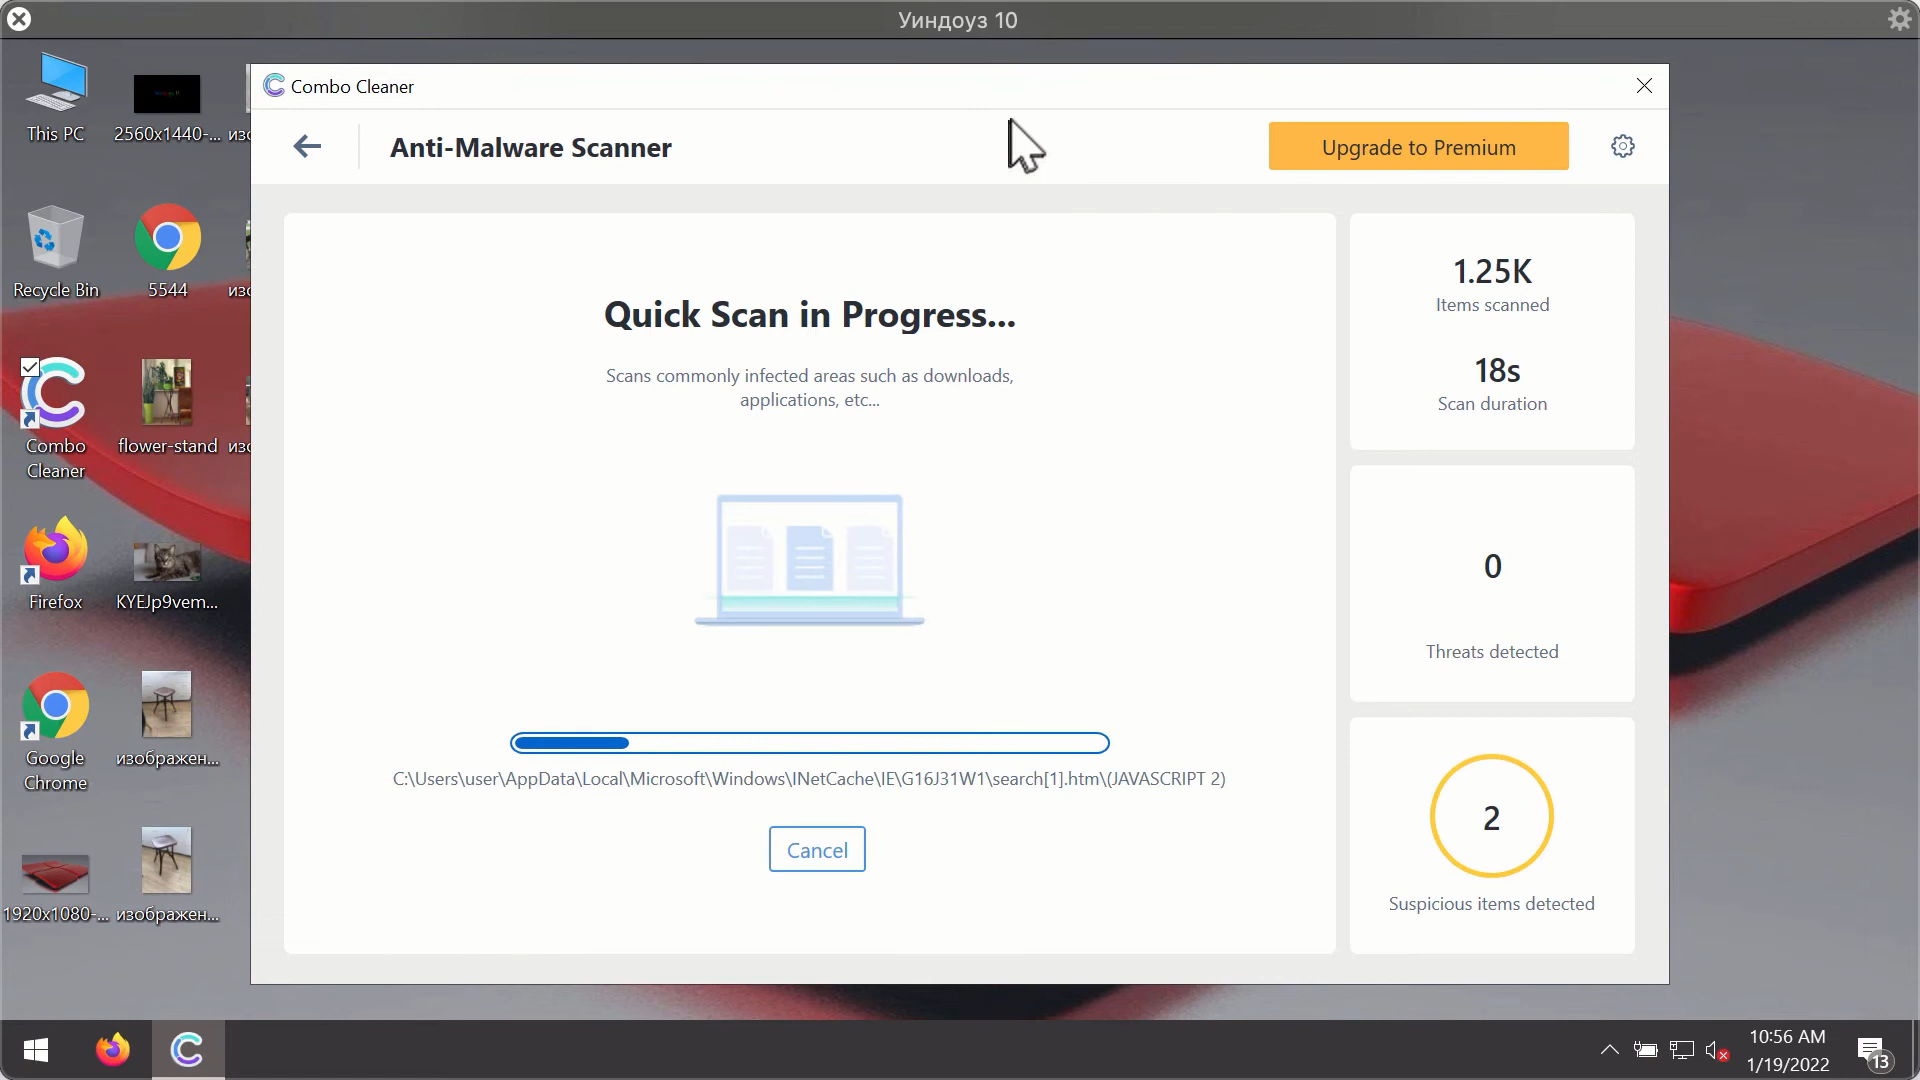 Уиндоуз 10
This PC
2560x1440-...
изо
Combo Cleaner
Anti-Malware Scanner
Upgrade to Premium
Recycle Bin
5544
изо
Quick Scan in Progress...
Scans commonly infected areas such as downloads,
applications, etc...
1.25K
Items scanned
18s
Scan duration
Combo
Cleaner
flower-stand
изо
0
Threats detected
Firefox
KYEJp9vem...
Google
Chrome
изображен...
C:\Users\user\AppData\Local\Microsoft\Windows\INetCache\IE\G16J31W1\search[1].htm\(JAVASCRIPT 2)
Cancel
2
Suspicious items detected
1920x1080-...
изображен...
10:56 AM
1/19/2022
13